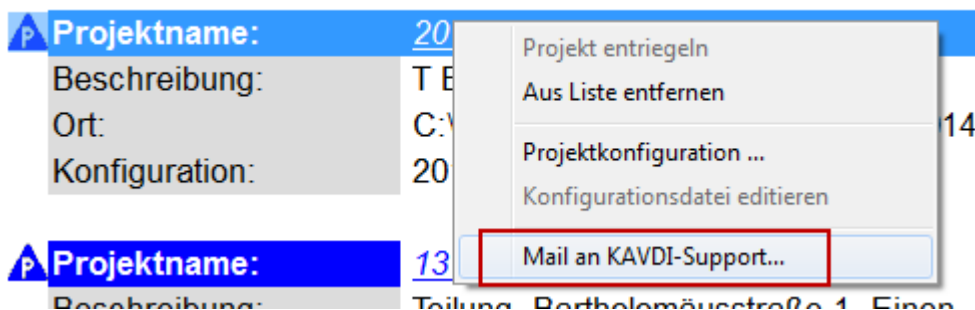 P Projektname: 20
Beschreibung: T
Ort: C:\ 14
Konfiguration: 20
Projekt entriegeln
Aus Liste entfernen
Projektkonfiguration ...
Konfigurationsdatei editieren
Mail an KAVDI-Support...
P Projektname: 13
Beschreibung: Teilung, Bartholomäusstraße 1, Einen